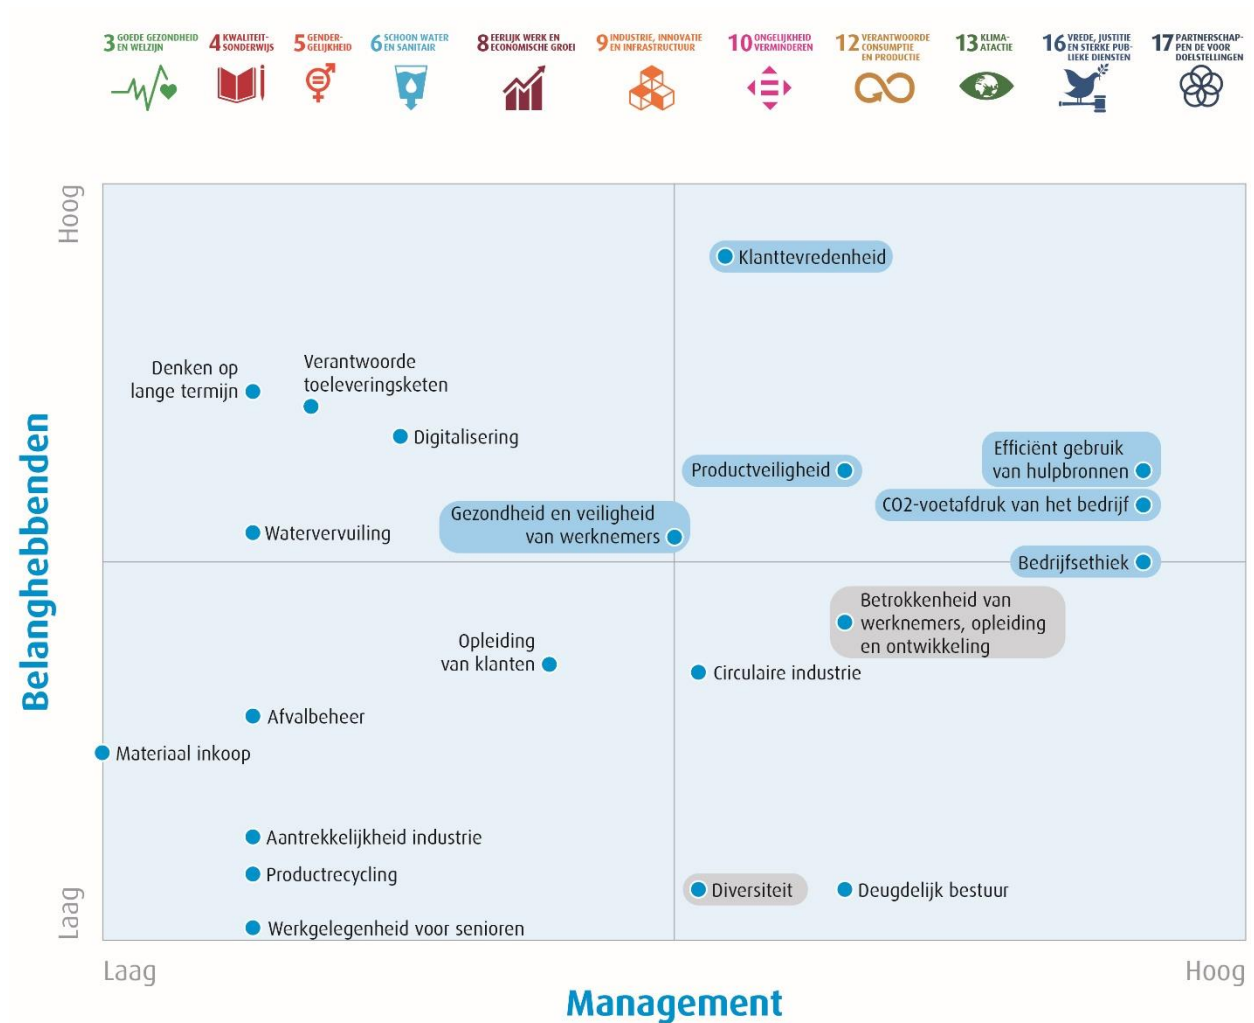 3 GOEDE GEZONDHEID
EN WELZIJN
4 KWALITEIT-
SONDERWIJS
5 GENDER-
GELIJKHEID
6 SCHOON WATER
EN SANITAIR
8 EERLIJK WERK EN
ECONOMISCHE GROEI
9 INDUSTRIE, INNOVATIE
EN INFRASTRUCTUUR
10 ONGELIJKHEID
VERMINDEREN
12 VERANTWOORDE
CONSUMPTIE
EN PRODUCTIE
13 KLIMA-
ATACTIE
16 VREDE, JUSTITIE
EN STERKE PUB-
LIEKE DIENSTEN
17 PARTNERSCHAP-
PEN DE VOOR
DOELSTELLINGEN
Hoog
Klanttevredenheid
Denken op
lange termijn
Verantwoorde
toeleveringsketen
Digitalisering
Productveiligheid
Efficiënt gebruik
van hulpbronnen
CO2-voetafdruk van het bedrijf
Gezondheid en veiligheid
van werknemers
Watervervuiling
Bedrijfsethiek
Belanghebbenden
Betrokkenheid van
werknemers, opleiding
en ontwikkeling
Opleiding
van klanten
Circulaire industrie
Afvalbeheer
Materiaal inkoop
Aantrekkelijkheid industrie
Productrecycling
Diversiteit
Deugdelijk bestuur
Werkgelegenheid voor senioren
Laag
Laag
Hoog
Management